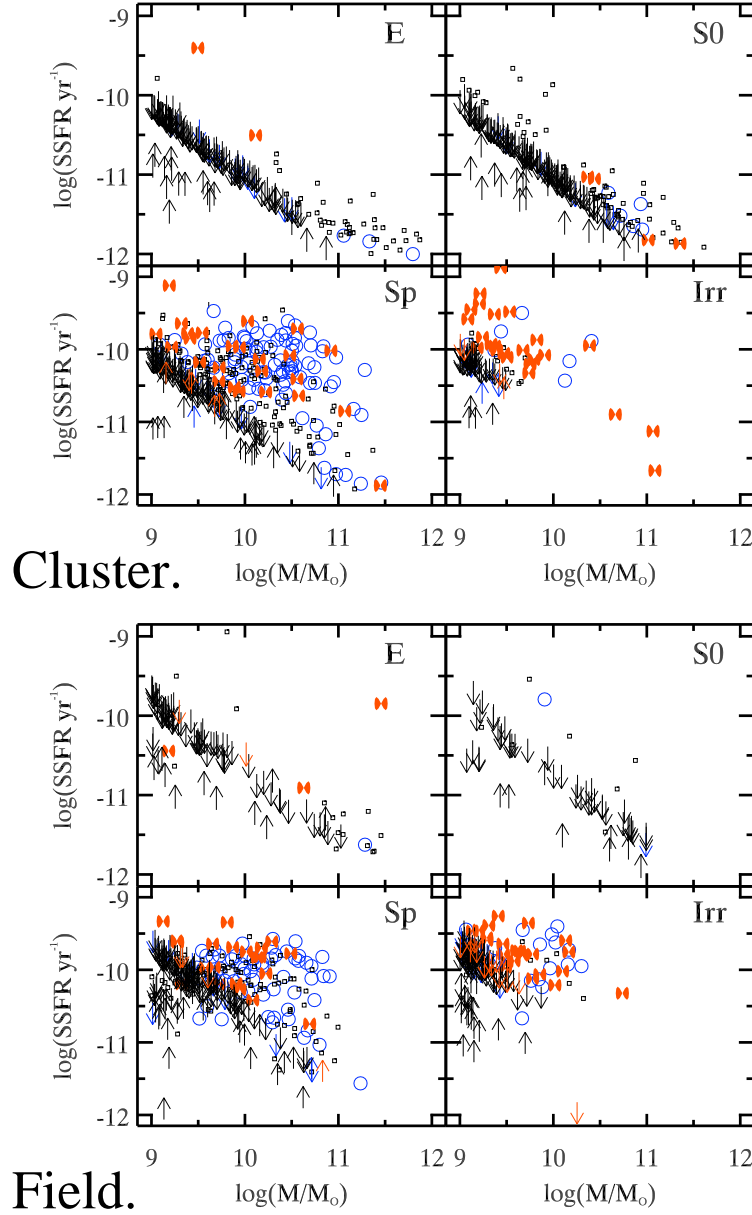 E
S0
-9
-10
-11
-12
log(SSFR yr-1)
Sp
Irr
-9
-10
-11
-12
log(SSFR yr-1)
9 10 11 12
9 10 11 12
log(M/Mo)
log(M/Mo)
Cluster.
E
S0
-9
-10
-11
-12
log(SSFR yr-1)
Sp
Irr
-9
-10
-11
-12
log(SSFR yr-1)
9 10 11 12
9 10 11 12
log(M/Mo)
log(M/Mo)
Field.